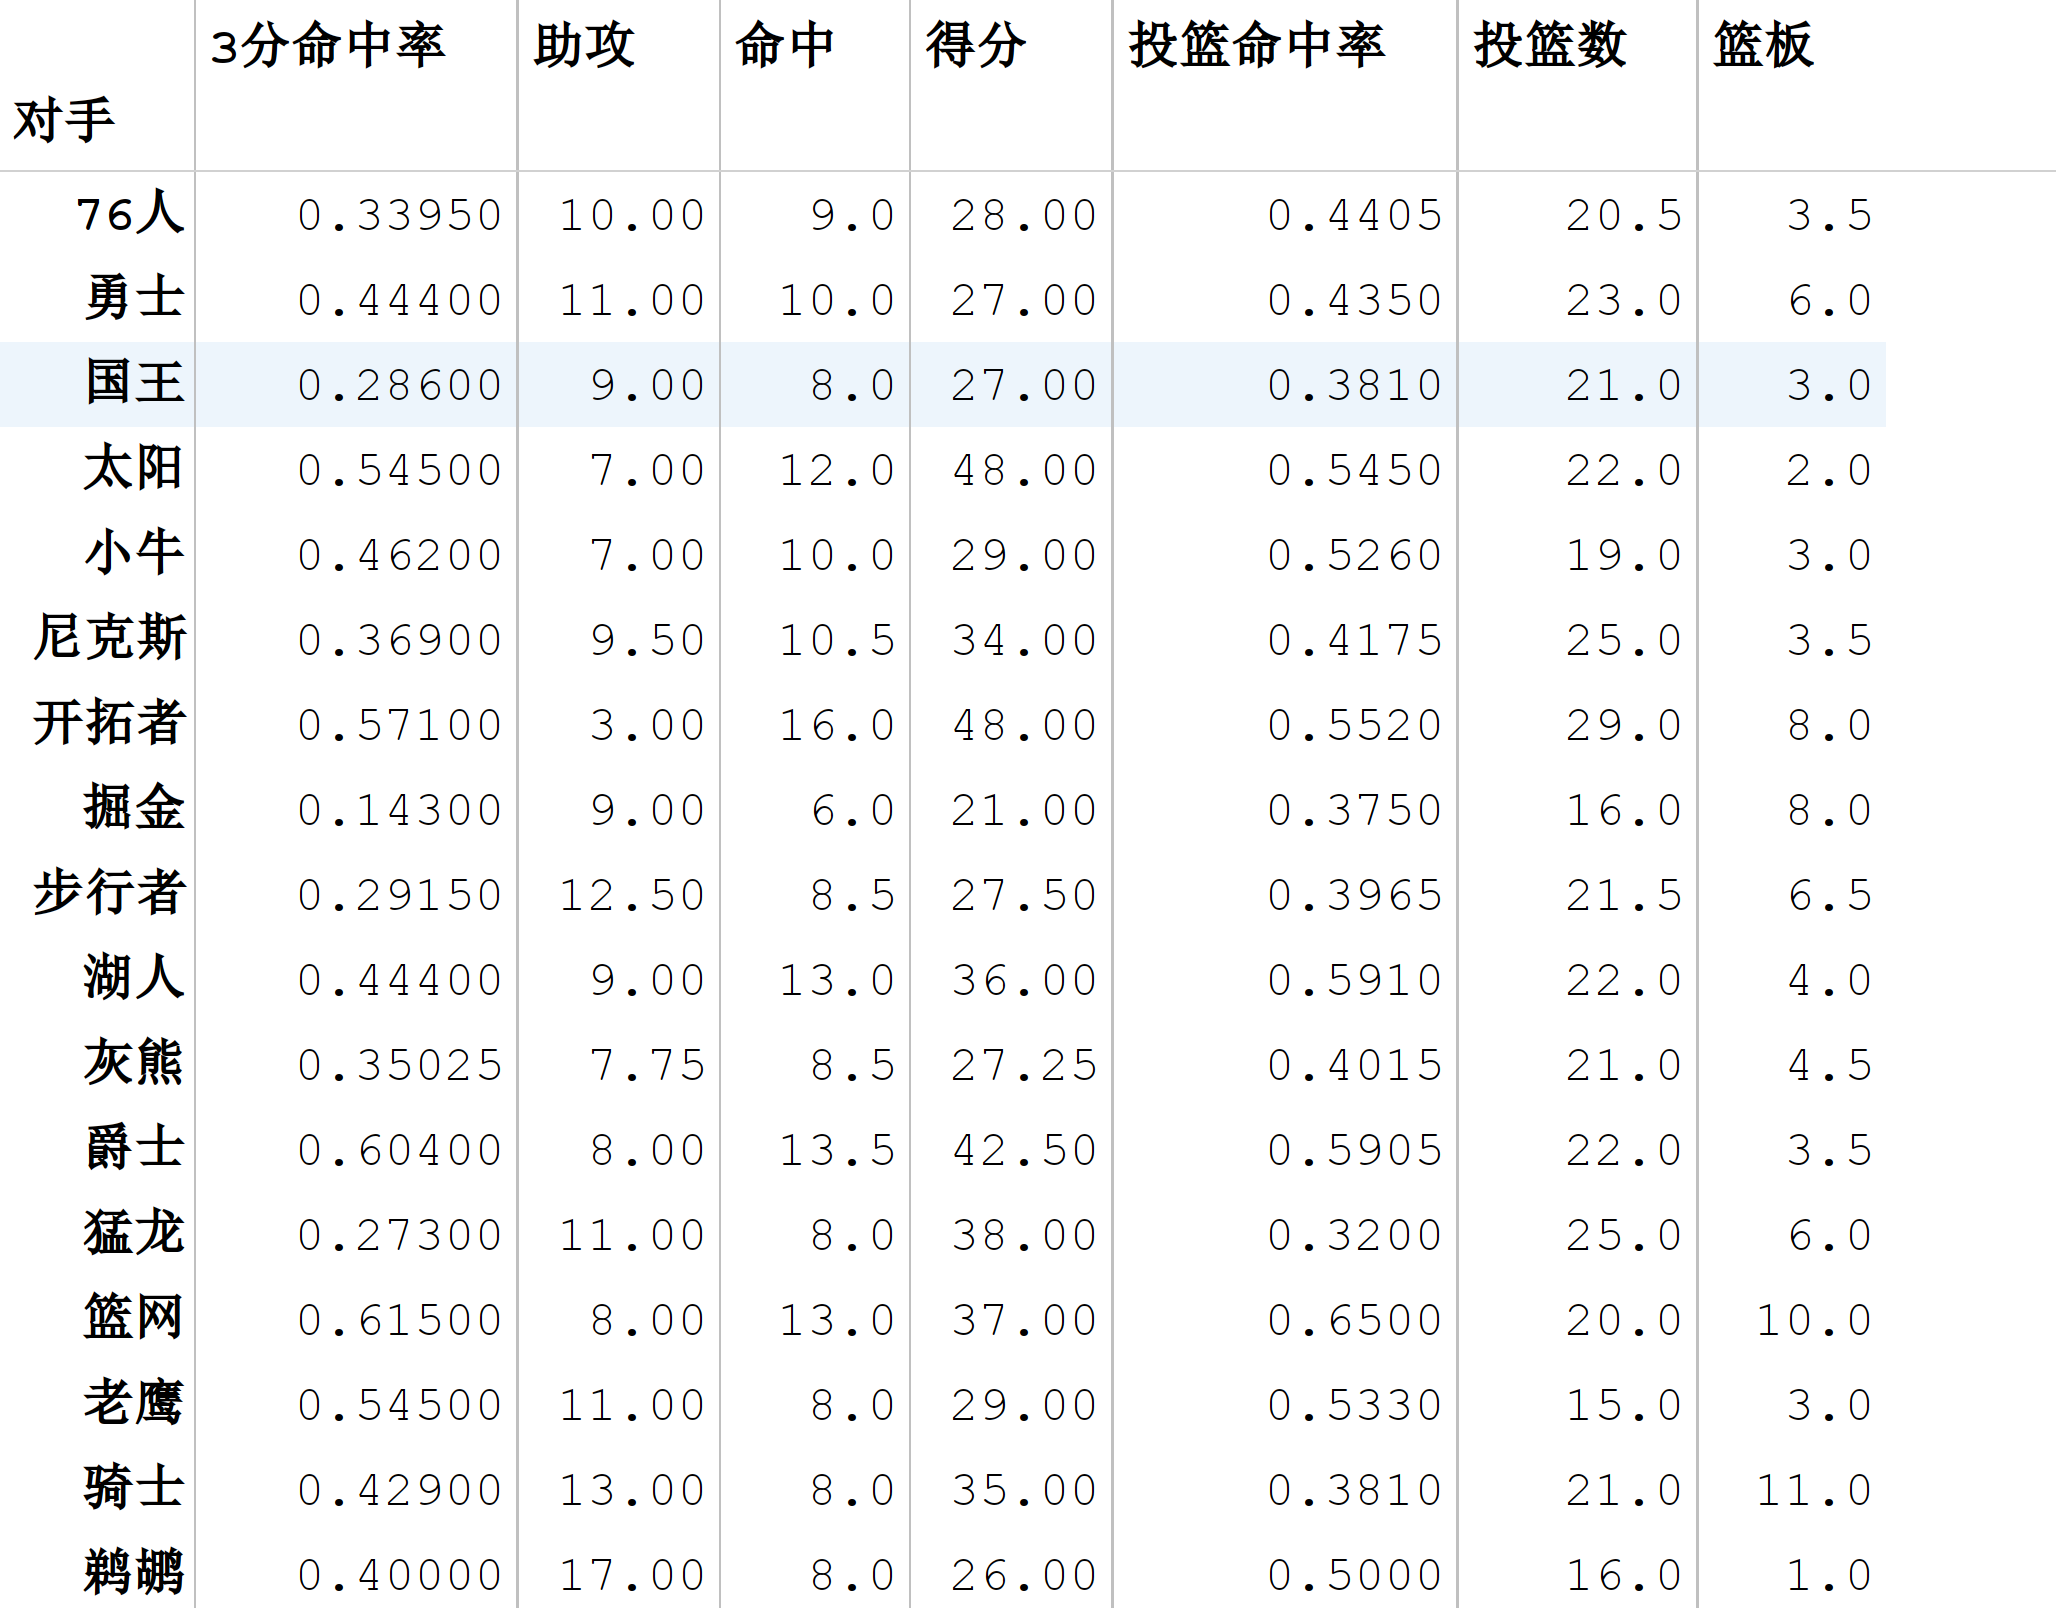 3分命中率 助攻 命中 得分 投篮命中率 投篮数 篮板
对手
76人 0.33950 10.00 9.0 28.00 0.4405 20.5 3.5
勇士 0.44400 11.00 10.0 27.00 0.4350 23.0 6.0
国王 0.28600 9.00 8.0 27.00 0.3810 21.0 3.0
太阳 0.54500 7.00 12.0 48.00 0.5450 22.0 2.0
小牛 0.46200 7.00 10.0 29.00 0.5260 19.0 3.0
尼克斯 0.36900 9.50 10.5 34.00 0.4175 25.0 3.5
开拓者 0.57100 3.00 16.0 48.00 0.5520 29.0 8.0
掘金 0.14300 9.00 6.0 21.00 0.3750 16.0 8.0
步行者 0.29150 12.50 8.5 27.50 0.3965 21.5 6.5
湖人 0.44400 9.00 13.0 36.00 0.5910 22.0 4.0
灰熊 0.35025 7.75 8.5 27.25 0.4015 21.0 4.5
爵士 0.60400 8.00 13.5 42.50 0.5905 22.0 3.5
猛龙 0.27300 11.00 8.0 38.00 0.3200 25.0 6.0
篮网 0.61500 8.00 13.0 37.00 0.6500 20.0 10.0
老鹰 0.54500 11.00 8.0 29.00 0.5330 15.0 3.0
骑士 0.42900 13.00 8.0 35.00 0.3810 21.0 11.0
鹈鹕 0.40000 17.00 8.0 26.00 0.5000 16.0 1.0